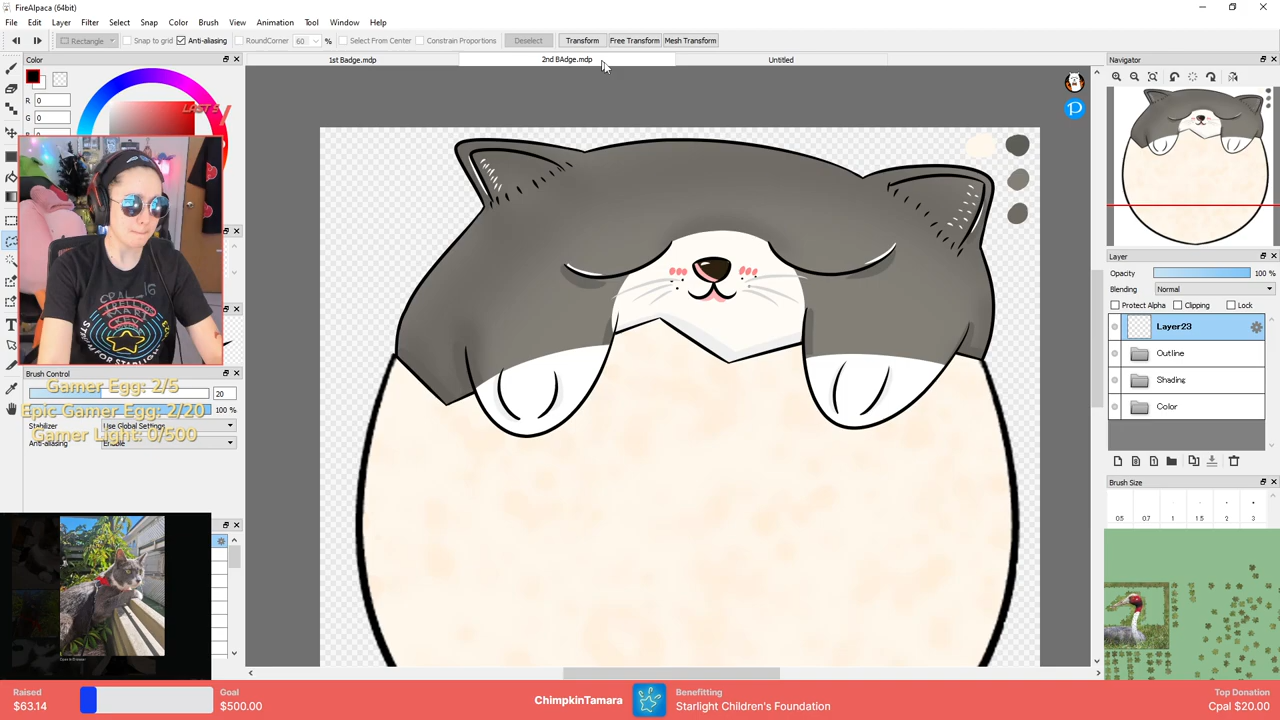 FireAlpaca (64bit)
File Edit Layer Filter Select Snap Color Brush View Animation Tool Window Help
Rectangle Snap to grid Anti-aliasing RoundCorner 60 % Select From Center Constrain Proportions Deselect Transform Free Transform Mesh Transform
Color
1st Badge.mdp 2nd BAdge.mdp Untitled
Navigator
R 0
G 0
LAST S
Layer
Opacity 100 %
Blending Normal
Protect Alpha Clipping Lock
Layer23
Outline
Shading
Color
Brush Control
20
100 %
Gamer Egg: 2/5
Epic Gamer Egg: 2/20
Gamer Light: 0/500
Stabilizer Use Global Settings
Anti-aliasing Enable
Brush Size
0.5 0.7 1 1.5 2 3
Raised
$63.14
Goal
$500.00
ChimpkinTamara
Benefitting
Starlight Children's Foundation
Top Donation
Cpal $20.00